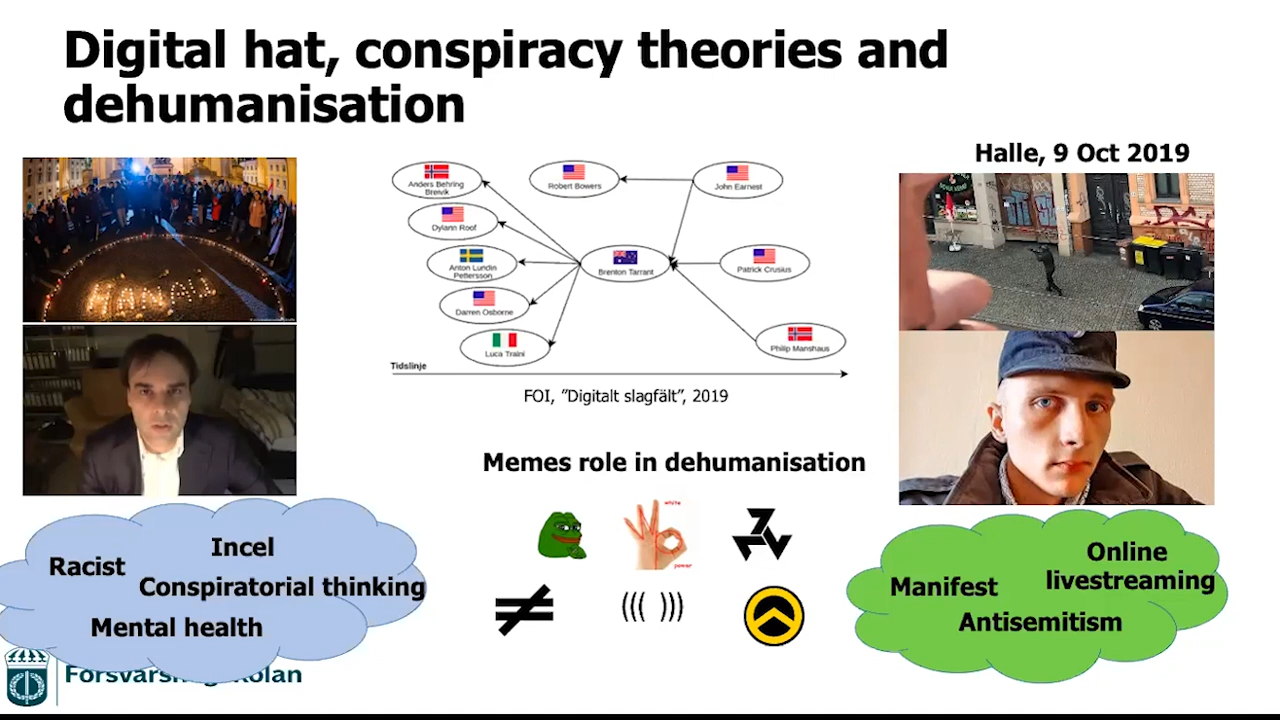 Digital hat, conspiracy theories and
dehumanisation
Halle, 9 Oct 2019
HANAU
Anders Behring
Breivik
Robert Bowers
John Earnest
Dylann Roof
Anton Lundin
Pettersson
Brenton Tarrant
Patrick Crusius
Darren Osborne
Luca Traini
Philip Manshaus
Tidslinje
FOI, ”Digitalt slagfält”, 2019
Memes role in dehumanisation
white
power
((( )))
Racist
Incel
Conspiratorial thinking
Mental health
Manifest
Online
livestreaming
Antisemitism